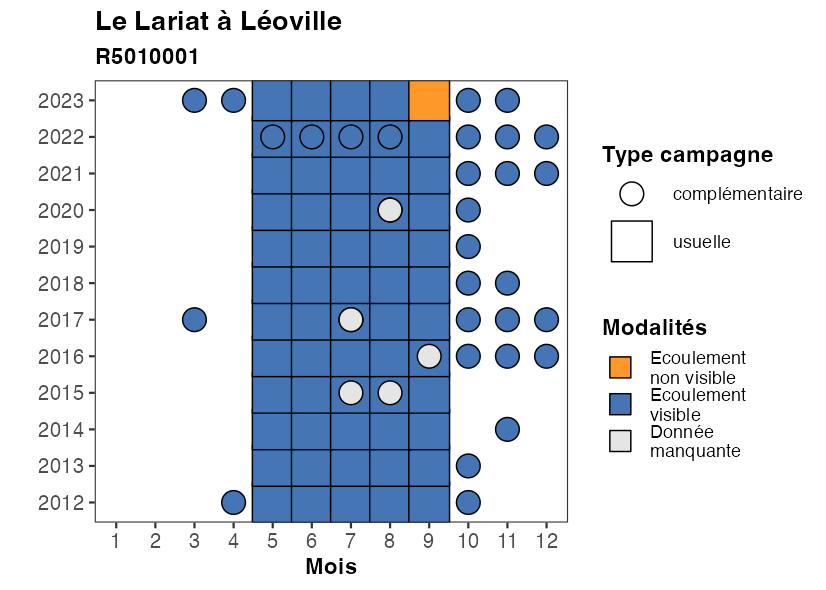 Le Lariat à Léoville
R5010001
2023
2022
2021
2020
2019
2018
2017
2016
2015
2014
2013
2012
1 2 3 4 5 6 7 8 9 10 11 12
Mois
Type campagne
complémentaire
usuelle
Modalités
Ecoulement
non visible
Ecoulement
visible
Donnée
manquante